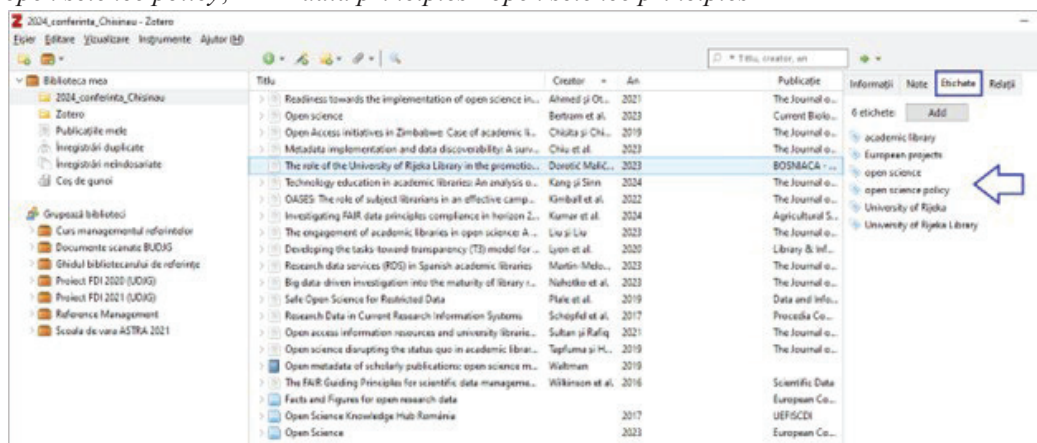 2024_conferinta_Chisinau - Zotero
Fișier Editare Vizualizare Instrumente Ajutor (H)
Titlu, creator, an
Biblioteca mea
2024_conferinta_Chisinau
Zotero
Publicațiile mele
Înregistrări duplicate
Înregistrări neîndosariate
Coș de gunoi
Grupează biblioteci
Curs managementul referintelor
Documente scanate BUDJG
Ghidul bibliotecarului de referințe
Proiect FDI 2020 (UDJG)
Proiect FDI 2021 (UDJG)
Reference Management
Scoala de vara ASTRA 2021
Titlu Creator An Publicație
Readiness towards the implementation of open science in... Ahmed și Ot... 2021 The Journal o...
Open science Bertram et al. 2023 Current Biolo...
Open Access initiatives in Zimbabwe: Case of academic li... Chisita și Chi... 2019 The Journal o...
Metadata implementation and data discoverability: A surv... Chiu et al. 2023 The Journal o...
The role of the University of Rijeka Library in the promotio... Dorotić Malič... 2023 BOSNIACA - ...
Technology education in academic libraries: An analysis o... Kang și Sinn 2024 The Journal o...
OASES: The role of subject librarians in an effective camp... Kimball et al. 2022 The Journal o...
Investigating FAIR data principles compliance in horizon 2... Kumar et al. 2024 Agricultural S...
The engagement of academic libraries in open science: A ... Liu și Liu 2023 The Journal o...
Developing the tasks-toward-transparency (T3) model for ... Lyon et al. 2020 Library & Inf...
Research data services (RDS) in Spanish academic libraries Martin-Melo... 2023 The Journal o...
Big data-driven investigation into the maturity of library r... Nahotko et al. 2023 The Journal o...
Safe Open Science for Restricted Data Plale et al. 2019 Data and Info...
Research Data in Current Research Information Systems Schöpfel et al. 2017 Procedia Co...
Open access information resources and university librarie... Sultan și Rafiq 2021 The Journal o...
Open science disrupting the status quo in academic librar... Tapfuma și H... 2019 The Journal o...
Open metadata of scholarly publications: open science m... Waltman 2019
The FAIR Guiding Principles for scientific data manageme... Wilkinson et al. 2016 Scientific Data
Facts and Figures for open research data European Co...
Open Science Knowledge Hub România 2017 UEFISCDI
Open Science 2023 European Co...
Informații Note Etichete Relații
6 etichete: Add
academic library
European projects
open science
open science policy
University of Rijeka
University of Rijeka Library